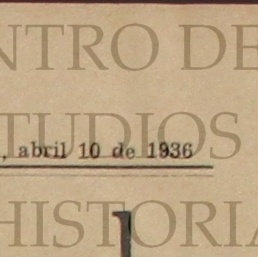 NTRO DE
TUDIOS
, abril 10 de 1936
HISTORIA
l